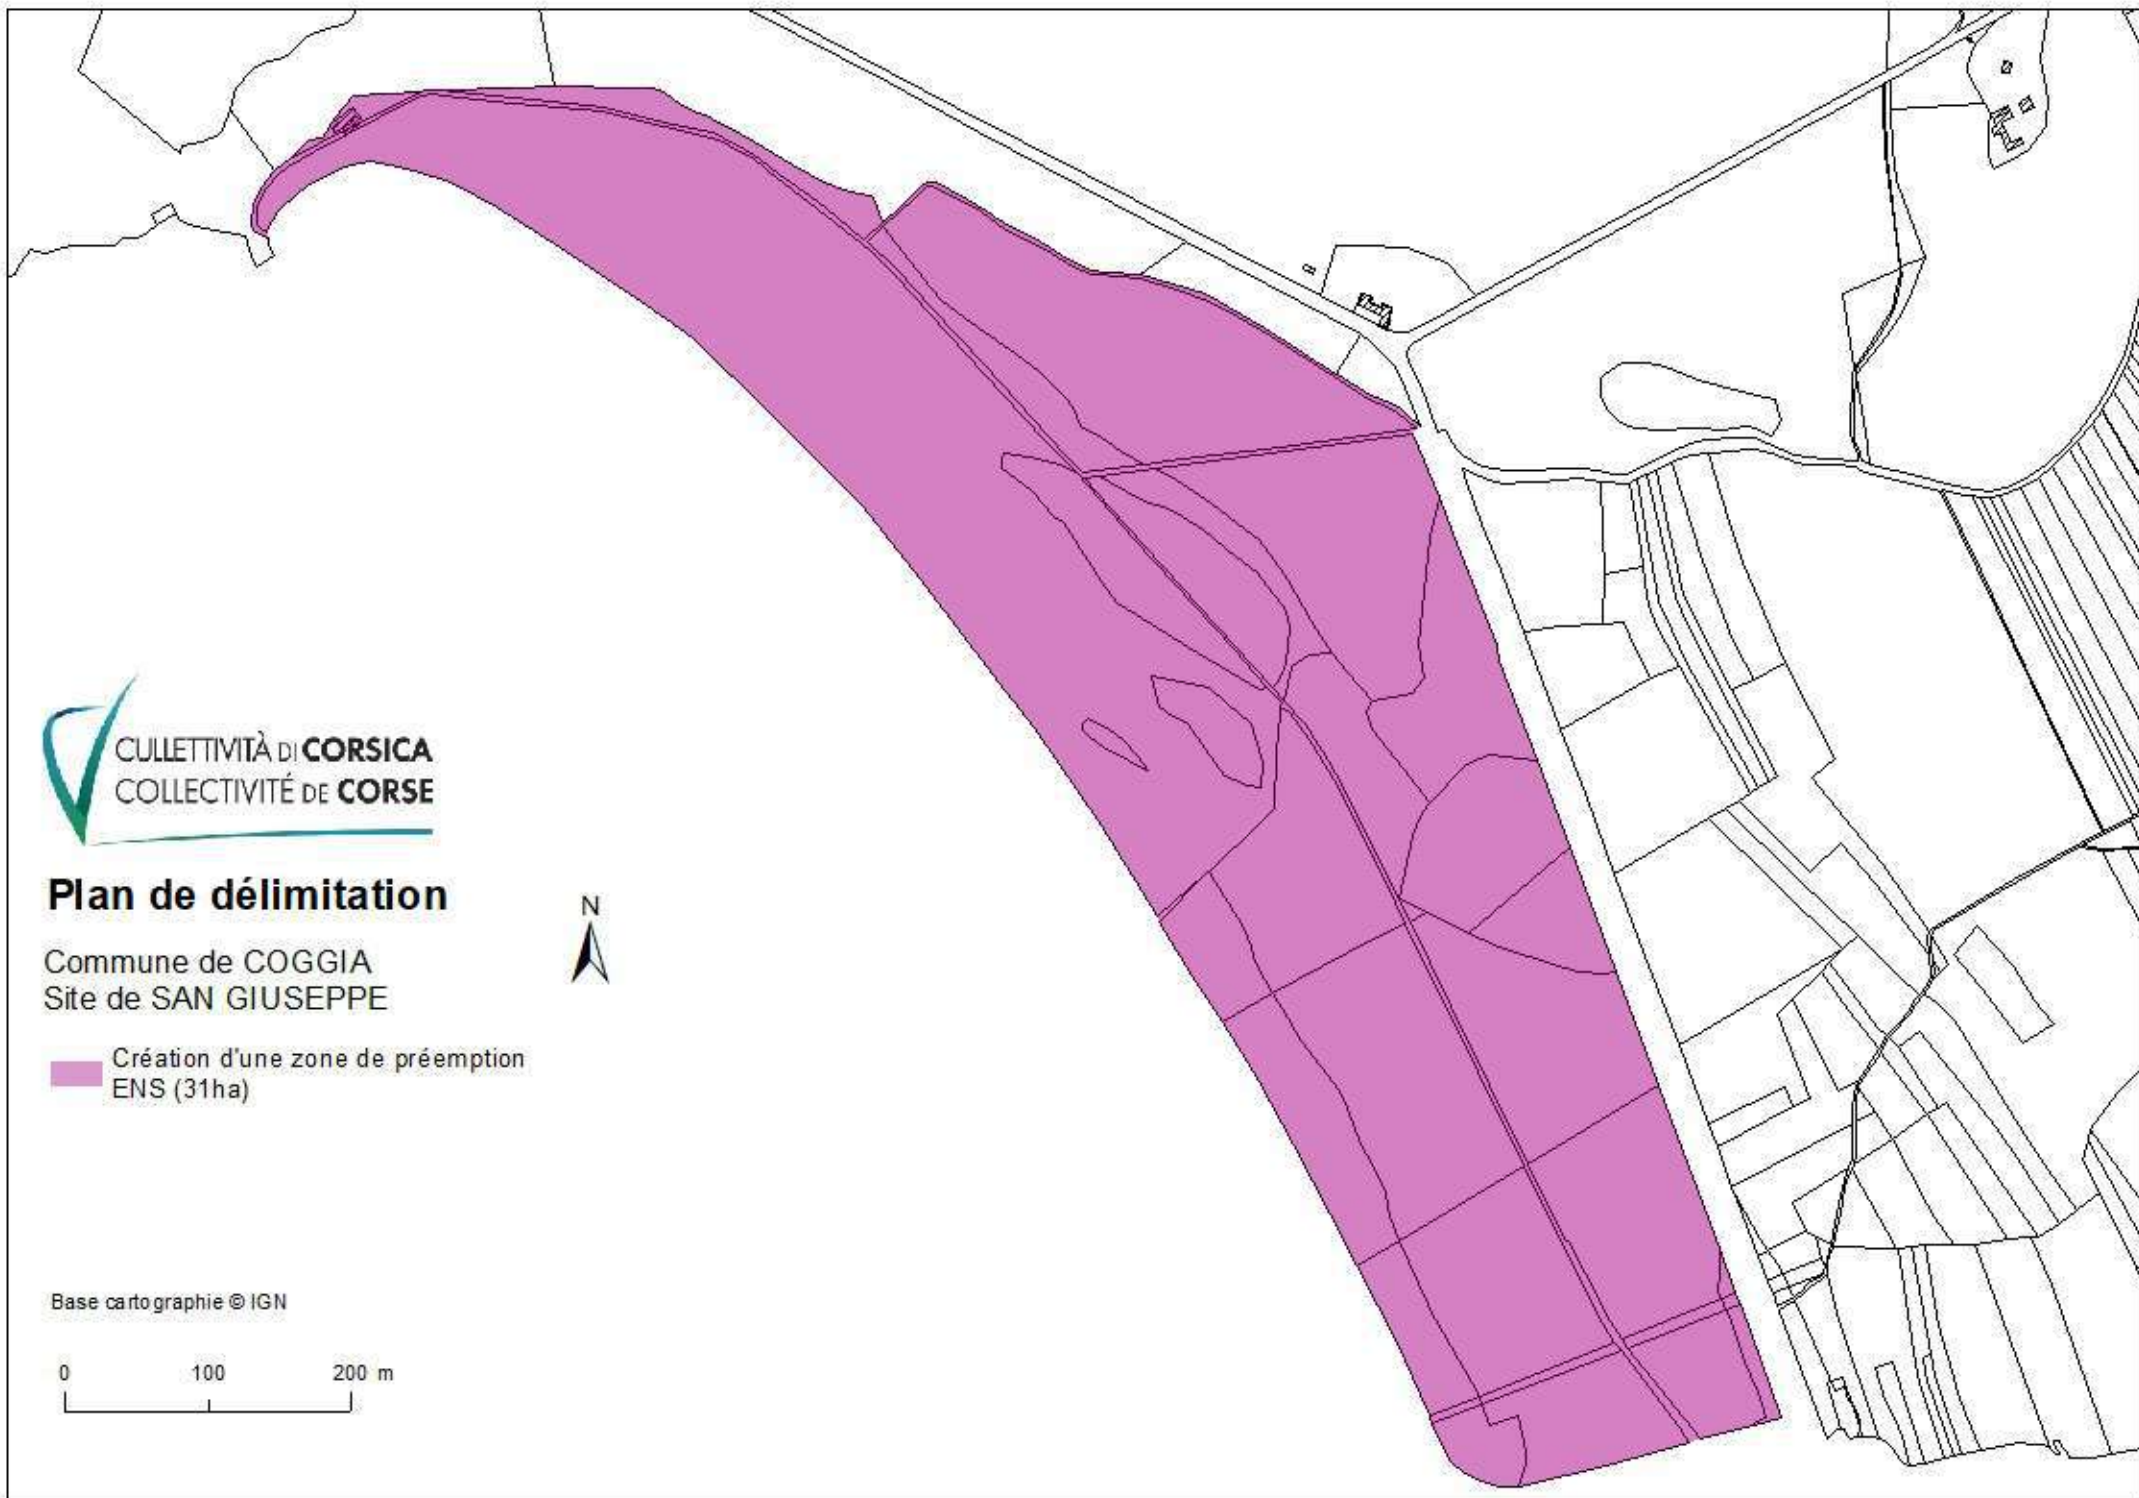 CULLETTIVITÀ DI CORSICA
COLLECTIVITÉ DE CORSE
Plan de délimitation
N
Commune de COGGIA
Site de SAN GIUSEPPE
Création d'une zone de préemption
ENS (31ha)
Base cartographie © IGN
0 100 200 m